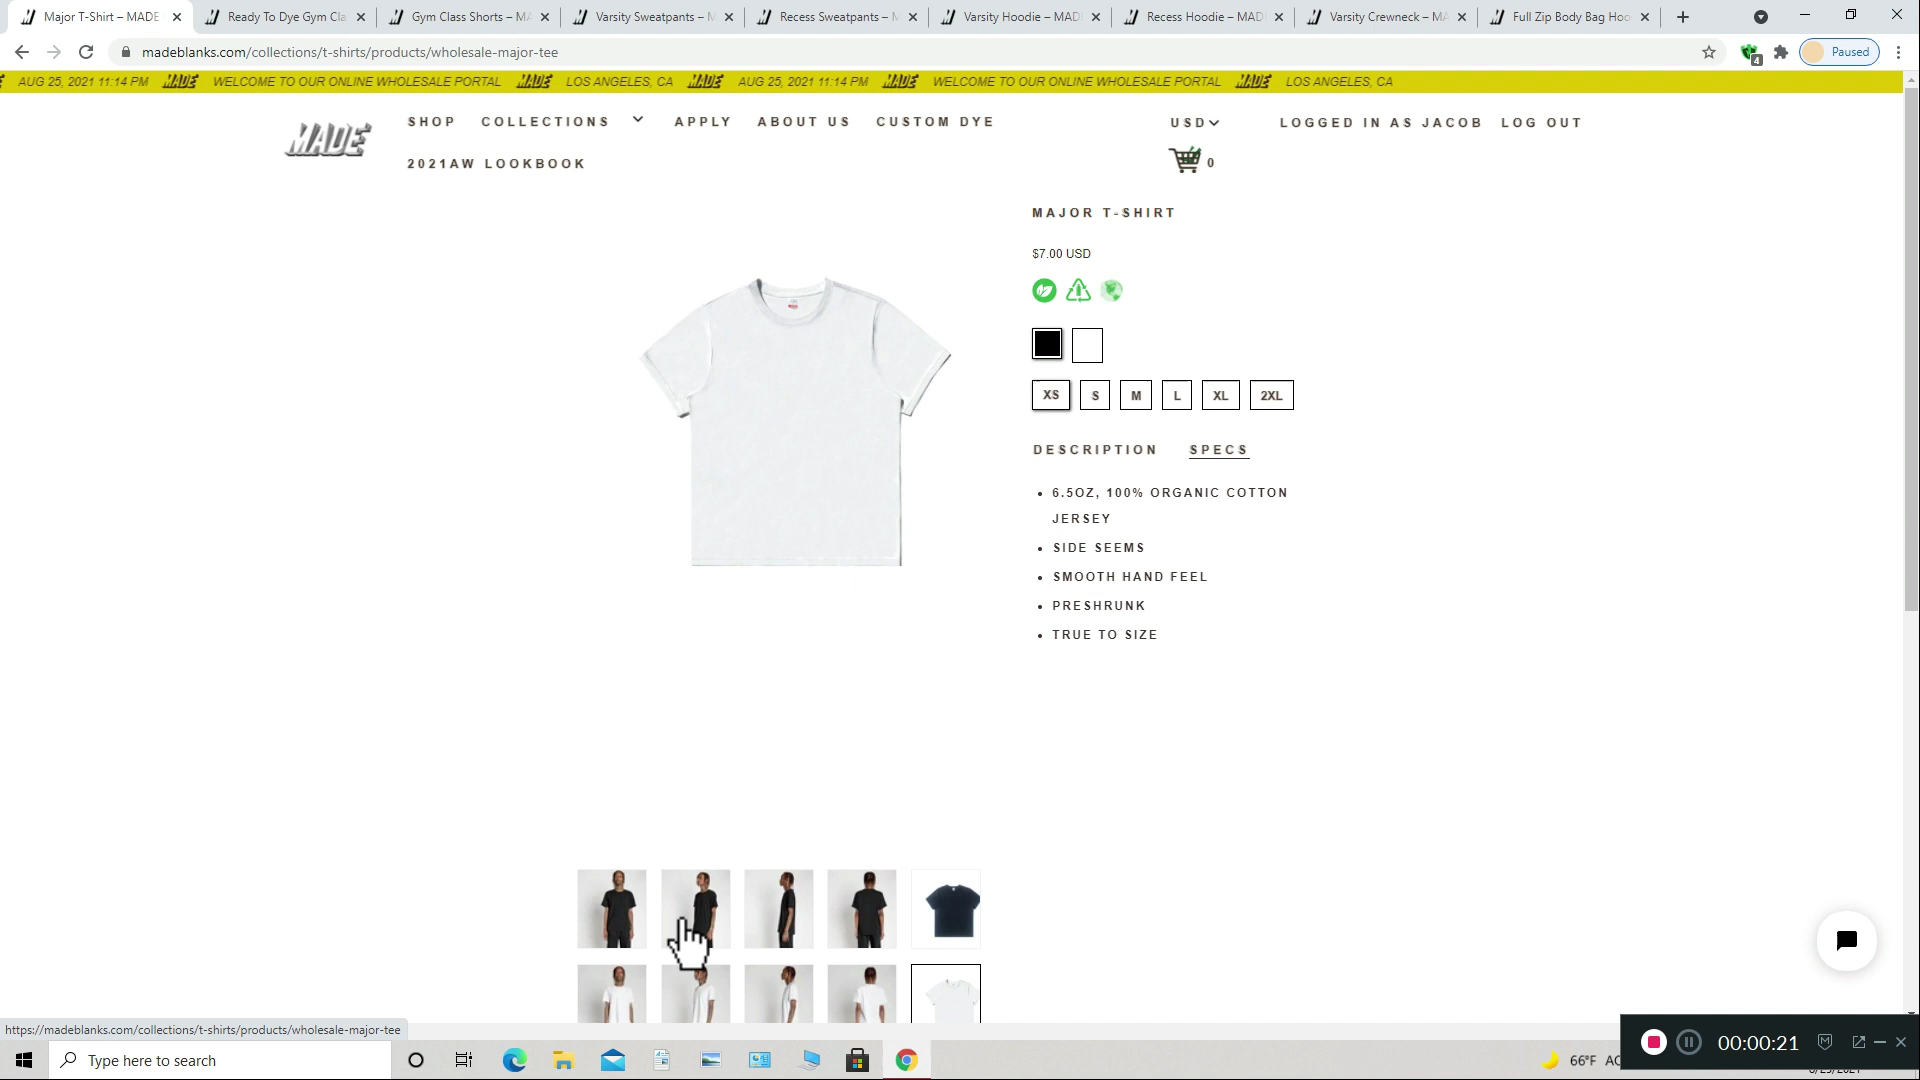 Major T-Shirt – MADE
Ready To Dye Gym Cla
Gym Class Shorts – MA
Varsity Sweatpants – M
Recess Sweatpants – M
Varsity Hoodie – MADE
Recess Hoodie – MADE
Varsity Crewneck – MA
Full Zip Body Bag Hoo
madeblanks.com/collections/t-shirts/products/wholesale-major-tee
4
Paused
AUG 25, 2021 11:14 PM MADE WELCOME TO OUR ONLINE WHOLESALE PORTAL MADE LOS ANGELES, CA MADE AUG 25, 2021 11:14 PM MADE WELCOME TO OUR ONLINE WHOLESALE PORTAL MADE LOS ANGELES, CA
MADE
SHOP COLLECTIONS APPLY ABOUT US CUSTOM DYE
2021AW LOOKBOOK
USD
LOGGED IN AS JACOB LOG OUT
0
MAJOR T-SHIRT
$7.00 USD
XS S M L XL 2XL
DESCRIPTION SPECS
6.5OZ, 100% ORGANIC COTTON
JERSEY
SIDE SEEMS
SMOOTH HAND FEEL
PRESHRUNK
TRUE TO SIZE
https://madeblanks.com/collections/t-shirts/products/wholesale-major-tee
Type here to search
66°F
00:00:21